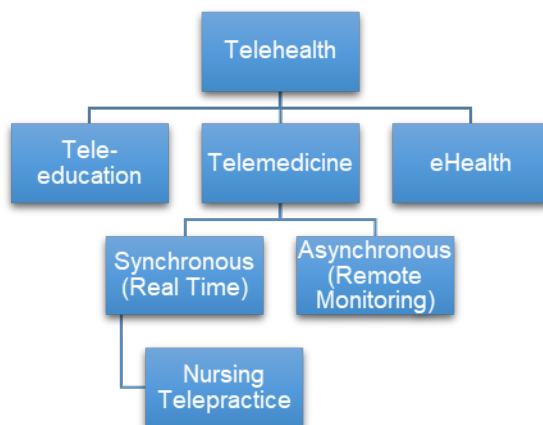 Telehealth
Tele-
education
Telemedicine
eHealth
Synchronous
(Real Time)
Asynchronous
(Remote
Monitoring)
Nursing
Telepractice